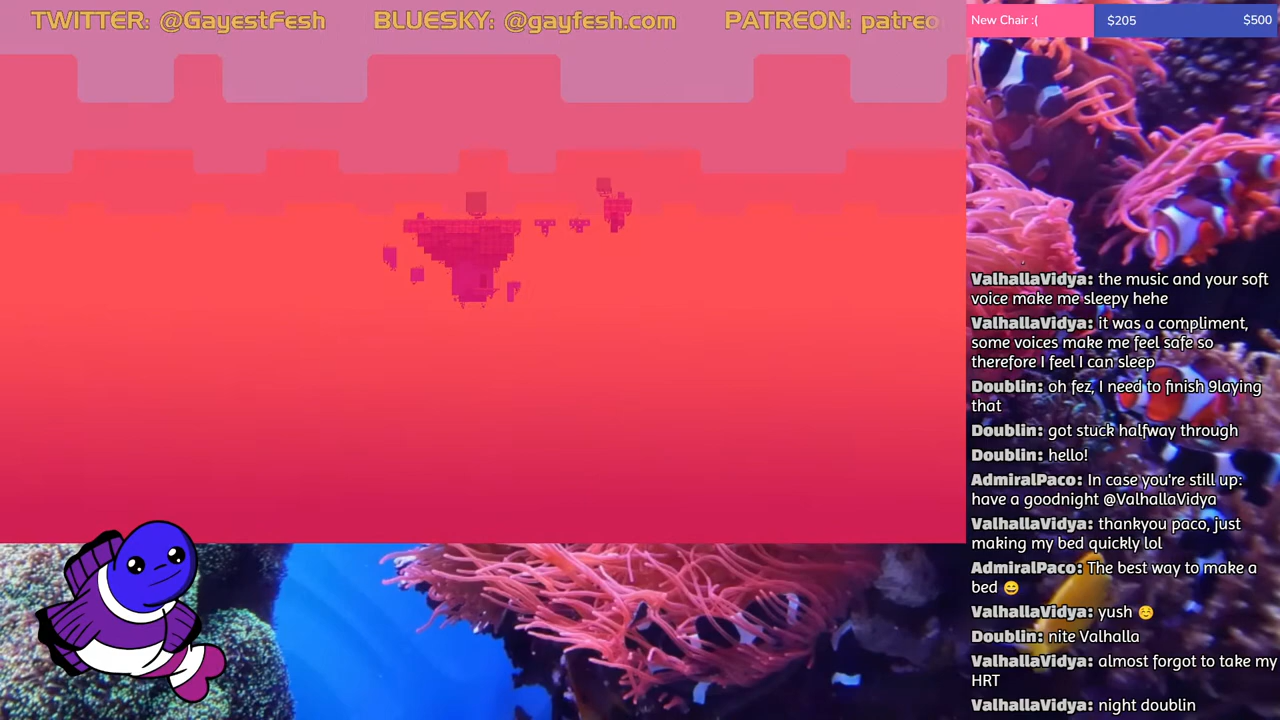 TWITTER: @GayestFesh BLUESKY: @gayfesh.com PATREON: patreo
New Chair :( $205 $500
ValhallaVidya: the music and your soft
voice make me sleepy hehe
ValhallaVidya: it was a compliment,
some voices make me feel safe so
therefore I feel I can sleep
Doublin: oh fez, I need to finish 9laying
that
Doublin: got stuck halfway through
Doublin: hello!
AdmiralPaco: In case you're still up:
have a goodnight @ValhallaVidya
ValhallaVidya: thankyou paco, just
making my bed quickly lol
AdmiralPaco: The best way to make a
bed 😄
ValhallaVidya: yush ☺️
Doublin: nite Valhalla
ValhallaVidya: almost forgot to take my
HRT
ValhallaVidya: night doublin